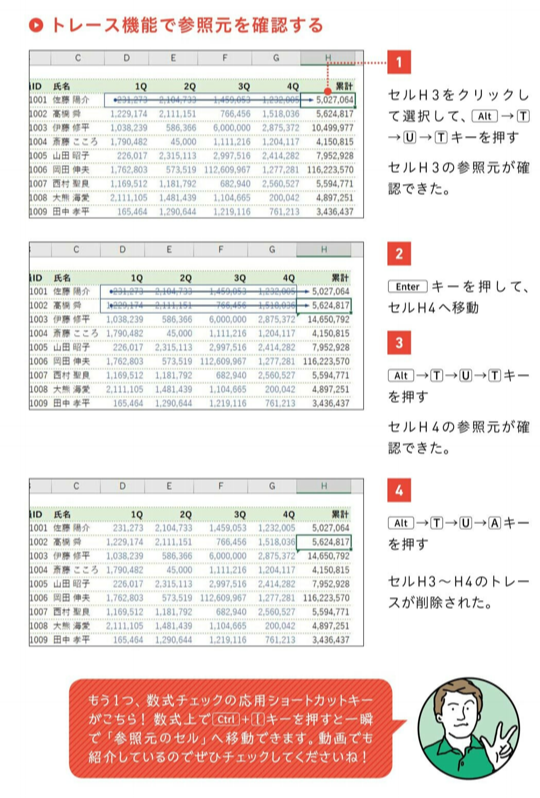 トレース機能で参照元を確認する
C D E F G H
員ID 氏名 1Q 2Q 3Q 4Q 累計
1001 佐藤 陽介 231,273 2,104,733 1,459,053 1,232,005 5,027,064
1002 高橋 舜 1,229,174 2,111,151 766,456 1,518,036 5,624,817
1003 伊藤 修平 1,038,239 586,366 6,000,000 2,875,372 10,499,977
1004 斎藤 こころ 1,790,482 45,000 1,111,216 1,204,117 4,150,815
1005 山田 昭子 226,017 2,315,113 2,997,516 2,414,282 7,952,928
1006 岡田 伸夫 1,762,803 573,519 112,609,967 1,277,281 116,223,570
1007 西村 聖良 1,169,512 1,181,792 682,940 2,560,527 5,594,771
1008 大熊 海愛 2,111,105 1,481,439 1,104,665 200,042 4,897,251
1009 田中 孝平 165,464 1,290,644 1,219,116 761,213 3,436,437
1
セルH3をクリックし
て選択して、Alt→T
→U→Tキーを押す
セルH3の参照元が確
認できた。
C D E F G H
員ID 氏名 1Q 2Q 3Q 4Q 累計
1001 佐藤 陽介 231,273 2,104,733 1,459,053 1,232,005 5,027,064
1002 高橋 舜 1,229,174 2,111,151 766,456 1,518,036 5,624,817
1003 伊藤 修平 1,038,239 586,366 6,000,000 2,875,372 14,650,792
1004 斎藤 こころ 1,790,482 45,000 1,111,216 1,204,117 4,150,815
1005 山田 昭子 226,017 2,315,113 2,997,516 2,414,282 7,952,928
1006 岡田 伸夫 1,762,803 573,519 112,609,967 1,277,281 116,223,570
1007 西村 聖良 1,169,512 1,181,792 682,940 2,560,527 5,594,771
1008 大熊 海愛 2,111,105 1,481,439 1,104,665 200,042 4,897,251
1009 田中 孝平 165,464 1,290,644 1,219,116 761,213 3,436,437
2
Enterキーを押して、
セルH4へ移動
3
Alt→T→U→Tキー
を押す
セルH4の参照元が確
認できた。
C D E F G H
員ID 氏名 1Q 2Q 3Q 4Q 累計
1001 佐藤 陽介 231,273 2,104,733 1,459,053 1,232,005 5,027,064
1002 高橋 舜 1,229,174 2,111,151 766,456 1,518,036 5,624,817
1003 伊藤 修平 1,038,239 586,366 6,000,000 2,875,372 14,650,792
1004 斎藤 こころ 1,790,482 45,000 1,111,216 1,204,117 4,150,815
1005 山田 昭子 226,017 2,315,113 2,997,516 2,414,282 7,952,928
1006 岡田 伸夫 1,762,803 573,519 112,609,967 1,277,281 116,223,570
1007 西村 聖良 1,169,512 1,181,792 682,940 2,560,527 5,594,771
1008 大熊 海愛 2,111,105 1,481,439 1,104,665 200,042 4,897,251
1009 田中 孝平 165,464 1,290,644 1,219,116 761,213 3,436,437
4
Alt→T→U→Aキー
を押す
セルH3〜H4のトレー
スが削除された。
もう1つ、数式チェックの応用ショートカットキー
がこちら！ 数式上でCtrl+[キーを押すと一瞬
で「参照元のセル」へ移動できます。動画でも
紹介しているのでぜひチェックしてくださいね！